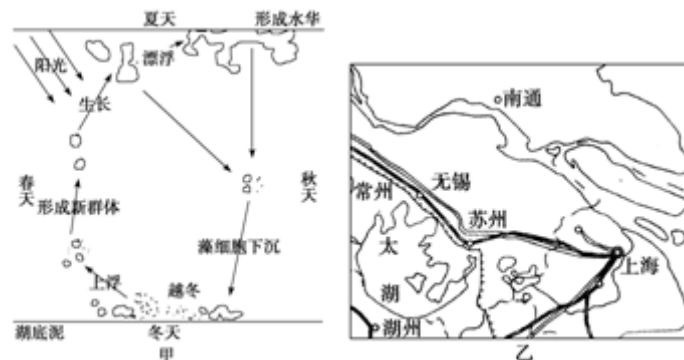 夏天
形成水华
阳光
漂浮
生长
春天
形成新群体
秋天
藻细胞下沉
上浮
越冬
湖底泥
冬天
甲
南通
常州
无锡
苏州
太湖
上海
湖州
乙